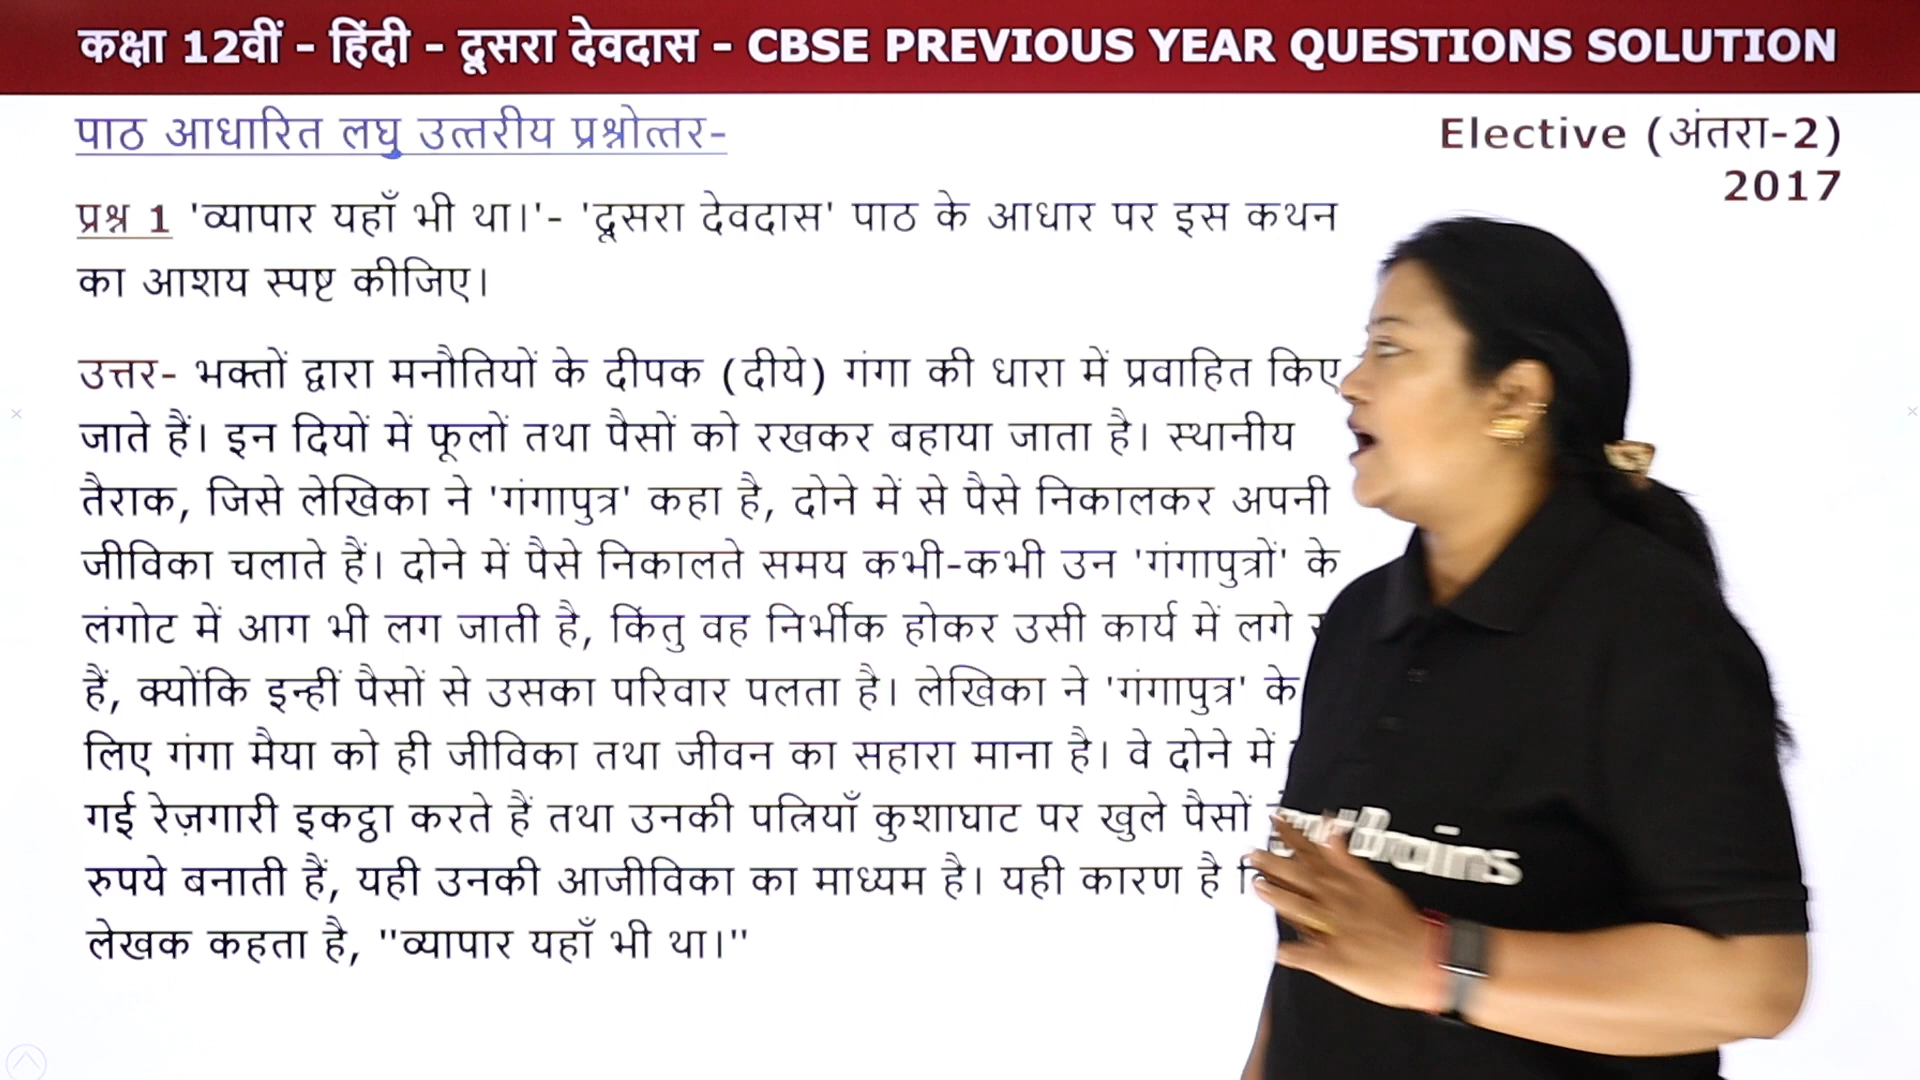 कक्षा 12वीं – हिंदी – दूसरा देवदास – CBSE PREVIOUS YEAR QUESTIONS SOLUTION
पाठ आधारित लघु उत्तरीय प्रश्नोत्तर-
Elective (अंतरा-2)
2017
प्रश्न 1 'व्यापार यहाँ भी था।'- 'दूसरा देवदास' पाठ के आधार पर इस कथन
का आशय स्पष्ट कीजिए।
उत्तर- भक्तों द्वारा मनौतियों के दीपक (दीये) गंगा की धारा में प्रवाहित किए
जाते हैं। इन दियों में फूलों तथा पैसों को रखकर बहाया जाता है। स्थानीय
तैराक, जिसे लेखिका ने 'गंगापुत्र' कहा है, दोने में से पैसे निकालकर अपनी
जीविका चलाते हैं। दोने में पैसे निकालते समय कभी-कभी उन 'गंगापुत्रों' के
लंगोट में आग भी लग जाती है, किंतु वह निर्भीक होकर उसी कार्य में लगे
हैं, क्योंकि इन्हीं पैसों से उसका परिवार पलता है। लेखिका ने 'गंगापुत्र' के
लिए गंगा मैया को ही जीविका तथा जीवन का सहारा माना है। वे दोने में
गई रेज़गारी इकट्ठा करते हैं तथा उनकी पत्नियाँ कुशाघाट पर खुले पैसों
रुपये बनाती हैं, यही उनकी आजीविका का माध्यम है। यही कारण है
लेखक कहता है, "व्यापार यहाँ भी था।"
Brains